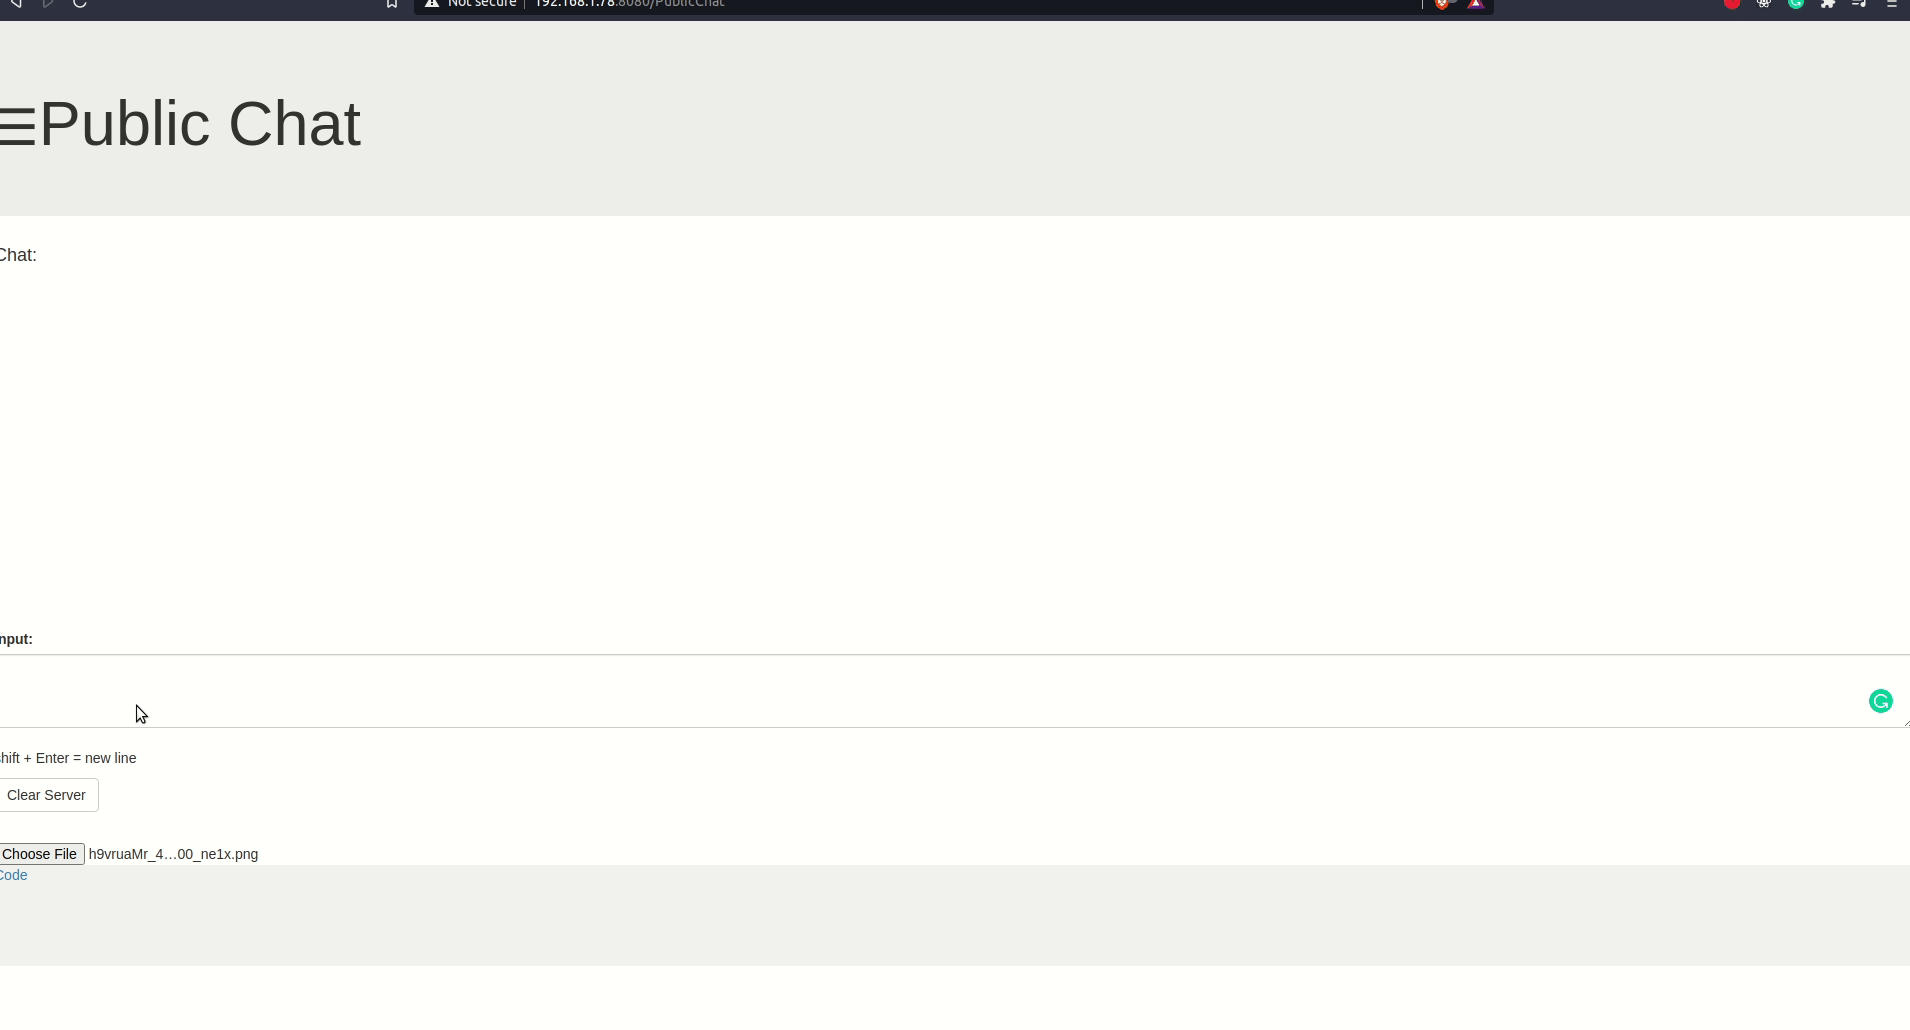 Not secure 192.168.1.78:8080/PublicChat
Public Chat
Chat:
nput:
hift + Enter = new line
Clear Server
Choose File h9vruaMr_4…00_ne1x.png
Code